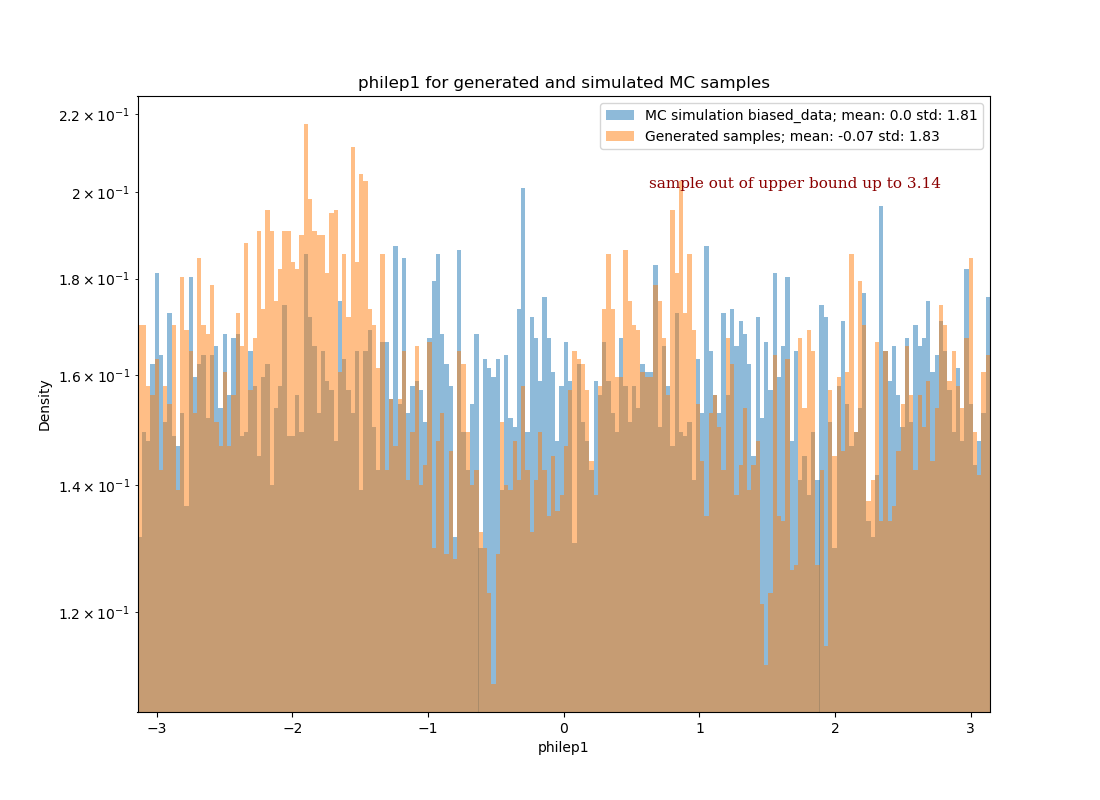 philep1 for generated and simulated MC samples
MC simulation biased_data; mean: 0.0 std: 1.81
Generated samples; mean: -0.07 std: 1.83
sample out of upper bound up to 3.14
2.2 × 10⁻¹
2 × 10⁻¹
1.8 × 10⁻¹
1.6 × 10⁻¹
1.4 × 10⁻¹
1.2 × 10⁻¹
Density
−3 −2 −1 0 1 2 3
philep1